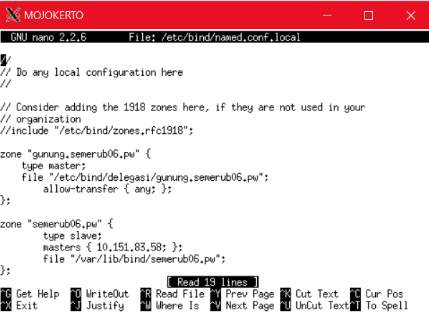 MOJOKERTO
GNU nano 2.2.6 File: /etc/bind/named.conf.local
//
// Do any local configuration here
//
// Consider adding the 1918 zones here, if they are not used in your
// organization
//include "/etc/bind/zones.rfc1918";
zone "gunung.semerub06.pw" {
type master;
file "/etc/bind/delegasi/gunung.semerub06.pw";
allow-transfer { any; };
};
zone "semerub06.pw" {
type slave;
masters { 10.151.83.58; };
file "/var/lib/bind/semerub06.pw";
};
[ Read 19 lines ]
^G Get Help ^O WriteOut ^R Read File ^Y Prev Page ^K Cut Text ^C Cur Pos
^X Exit ^J Justify ^W Where Is ^V Next Page ^U UnCut Text ^T To Spell